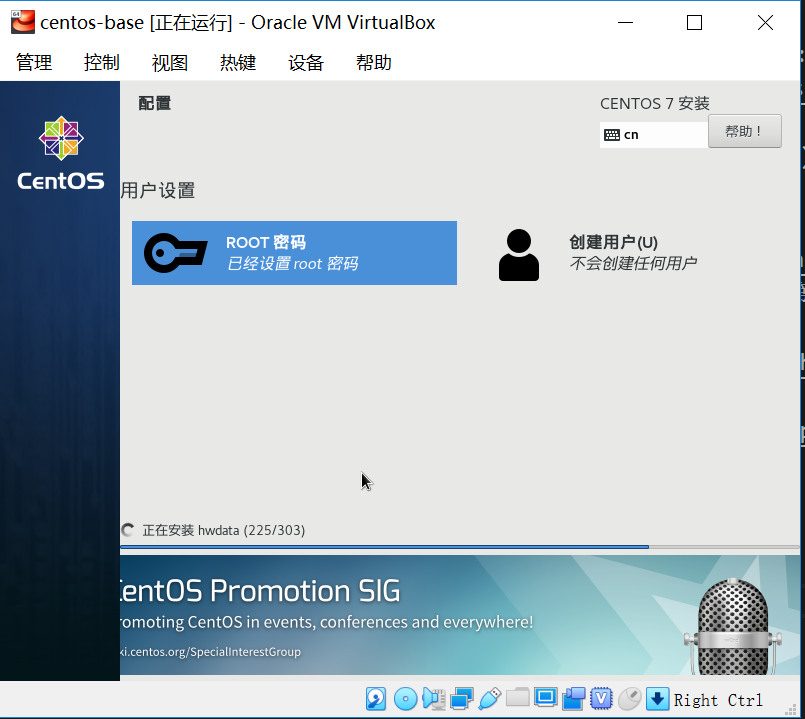 centos-base [正在运行] - Oracle VM VirtualBox
管理 控制 视图 热键 设备 帮助
CentOS
配置
CENTOS 7 安装
cn
帮助！
用户设置
ROOT 密码
已经设置 root 密码
创建用户(U)
不会创建任何用户
正在安装 hwdata (225/303)
CentOS Promotion SIG
romoting CentOS in events, conferences and everywhere!
ki.centos.org/SpecialInterestGroup
Right Ctrl